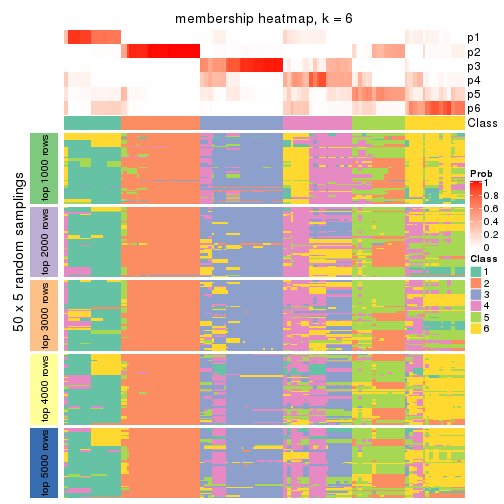 membership heatmap, k = 6
p1
p2
p3
p4
p5
p6
Class
50 x 5 random samplings
top 1000 rows
top 2000 rows
top 3000 rows
top 4000 rows
top 5000 rows
Prob
1
0.8
0.6
0.4
0.2
0
Class
1
2
3
4
5
6